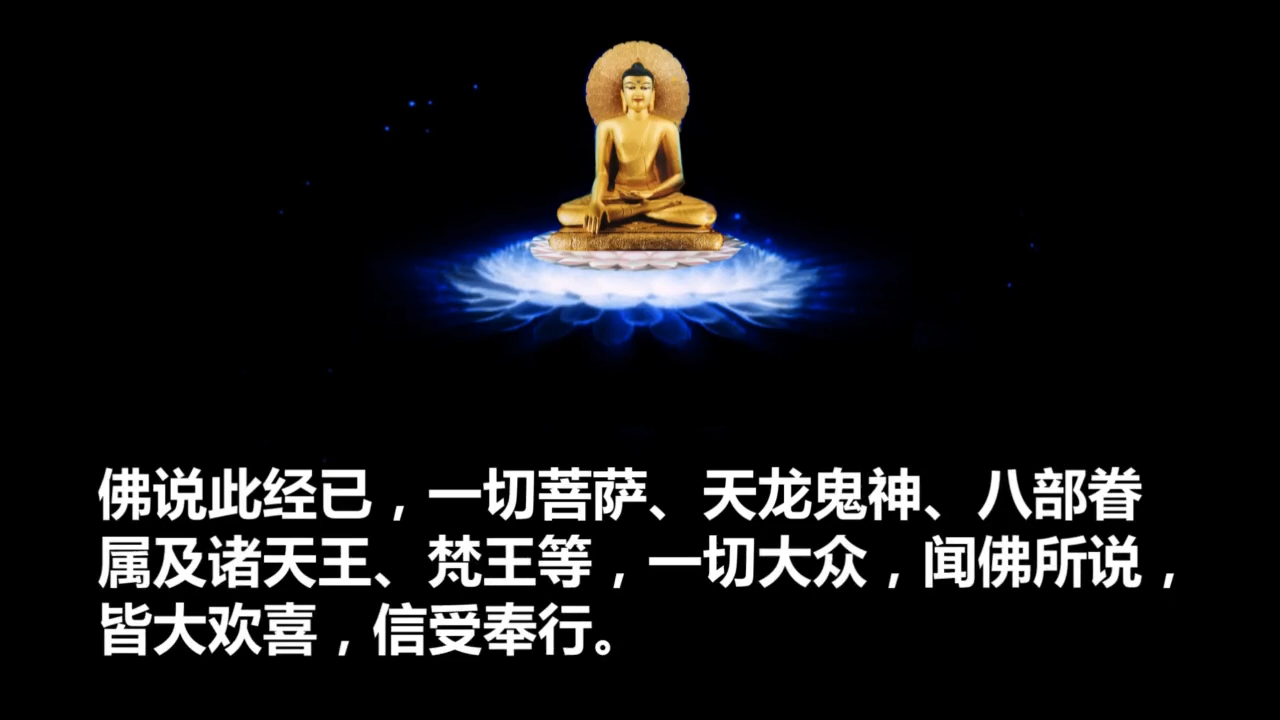 佛说此经已，一切菩萨、天龙鬼神、八部眷
属及诸天王、梵王等，一切大众，闻佛所说，
皆大欢喜，信受奉行。